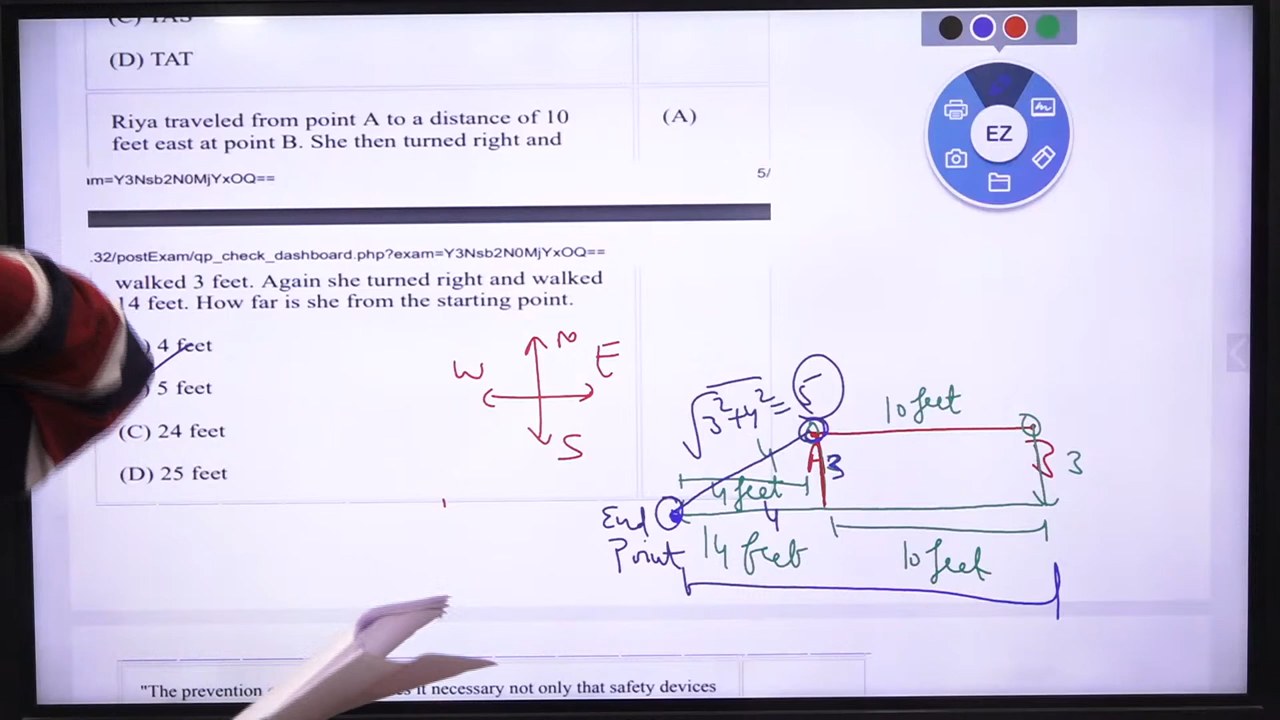 (D) TAT
Riya traveled from point A to a distance of 10
feet east at point B. She then turned right and
(A)
m=Y3Nsb2N0MjYxOQ==
5/
.32/postExam/qp_check_dashboard.php?exam=Y3Nsb2N0MjYxOQ==
walked 3 feet. Again she turned right and walked
14 feet. How far is she from the starting point.
4 feet
5 feet
(C) 24 feet
(D) 25 feet
N
W E
S
√3²+4² = 5
10 feet
A 3
B 3
4
4 feet
4
End
Point
14 feet
10 feet
"The prevention
it necessary not only that safety devices
EZ